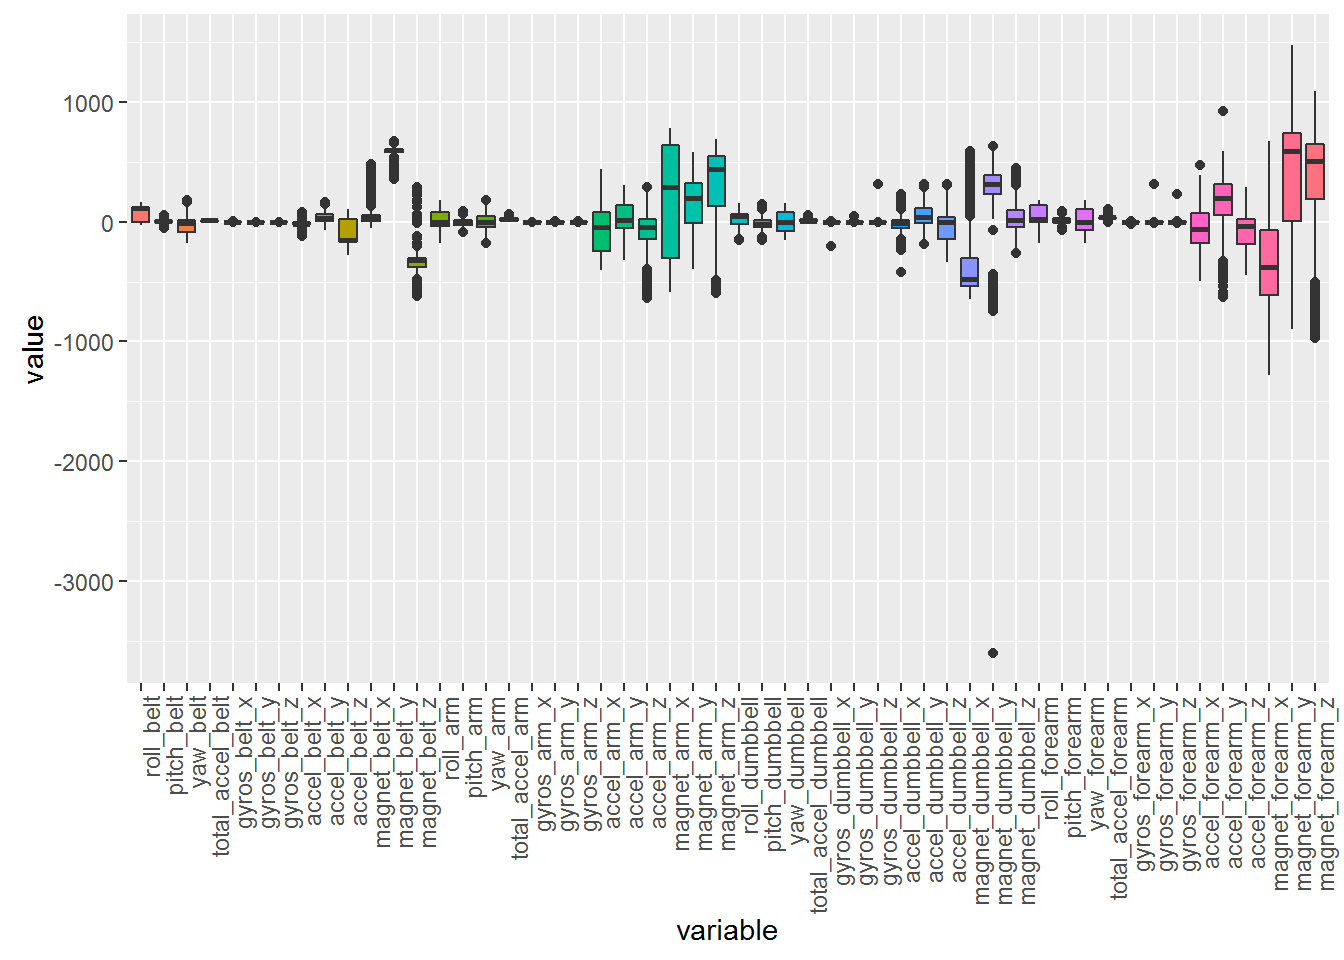 1000
0
-1000
-2000
-3000
value
roll_belt
pitch_belt
yaw_belt
total_accel_belt
gyros_belt_x
gyros_belt_y
gyros_belt_z
accel_belt_x
accel_belt_y
accel_belt_z
magnet_belt_x
magnet_belt_y
magnet_belt_z
roll_arm
pitch_arm
yaw_arm
total_accel_arm
gyros_arm_x
gyros_arm_y
gyros_arm_z
accel_arm_x
accel_arm_y
accel_arm_z
magnet_arm_x
magnet_arm_y
magnet_arm_z
roll_dumbbell
pitch_dumbbell
yaw_dumbbell
total_accel_dumbbell
gyros_dumbbell_x
gyros_dumbbell_y
gyros_dumbbell_z
accel_dumbbell_x
accel_dumbbell_y
accel_dumbbell_z
magnet_dumbbell_x
magnet_dumbbell_y
magnet_dumbbell_z
roll_forearm
pitch_forearm
yaw_forearm
total_accel_forearm
gyros_forearm_x
gyros_forearm_y
gyros_forearm_z
accel_forearm_x
accel_forearm_y
accel_forearm_z
magnet_forearm_x
magnet_forearm_y
magnet_forearm_z
variable